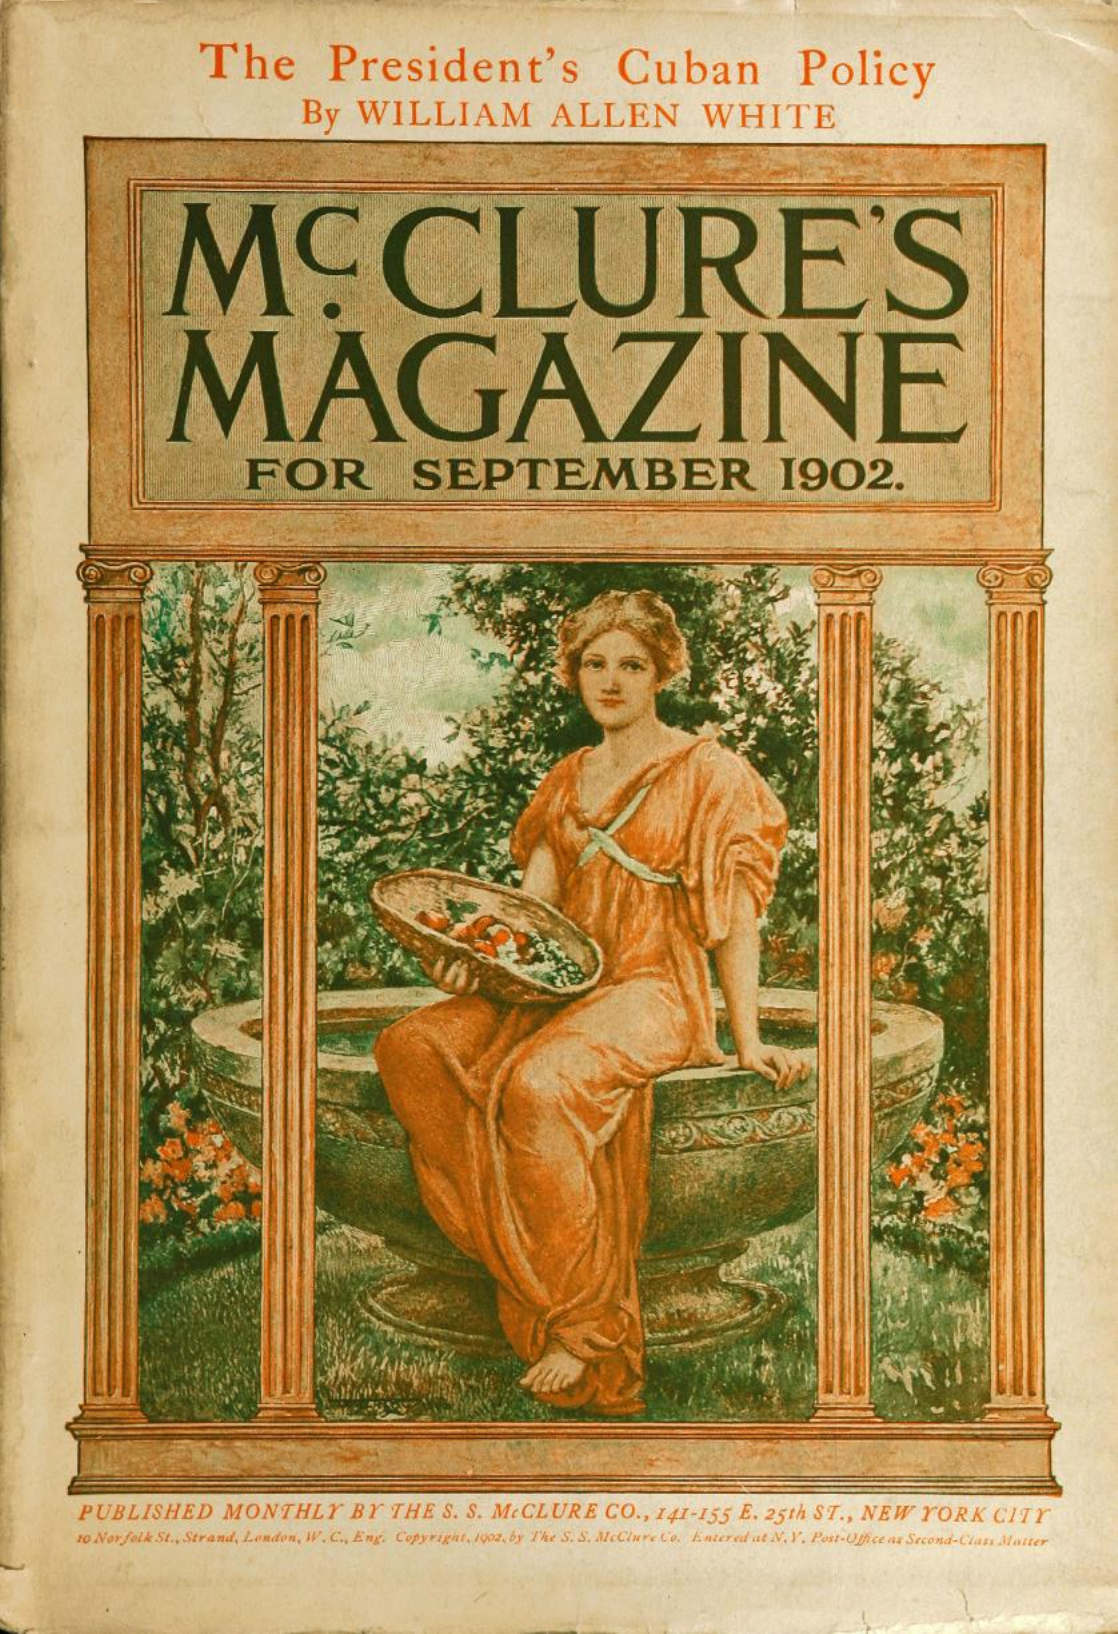 The President's Cuban Policy
By WILLIAM ALLEN WHITE
McCLURE'S
MAGAZINE
FOR SEPTEMBER 1902.
PUBLISHED MONTHLY BY THE S. S. McCLURE CO., 141-155 E. 25th ST., NEW YORK CITY
10 Norfolk St., Strand, London, W. C., Eng. Copyright, 1902, by The S. S. McClure Co. Entered at N. Y. Post-Office as Second-Class Matter